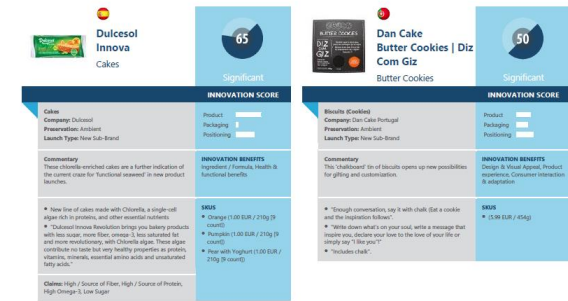 Dulcesol
Innova
Cakes
65
Significant
INNOVATION SCORE
Cakes
Company: Dulcesol
Preservation: Ambient
Launch Type: New Sub-Brand
Product
Packaging
Positioning
Commentary
These chlorella-enriched cakes are a further indication of
the current craze for 'functional seaweed' in new product
launches.
INNOVATION BENEFITS
Ingredient / Formula, Health &
functional benefits
• New line of cakes made with Chlorella, a single-cell
algae rich in proteins, and other essential nutrients
• "Dulcesol Innova Revolution brings you bakery products
with less sugar, more fiber, omega-3, less saturated fat
and more revolutionary, with Chlorella algae. These algae
contribute no taste but very healthy properties as protein,
vitamins, minerals, essential amino acids and unsaturated
fatty acids."
SKUS
• Orange (1.00 EUR / 210g [9
count])
• Pumpkin (1.00 EUR / 210g [9
count])
• Pear with Yoghurt (1.00 EUR /
210g [9 count])
Claims: High / Source of Fiber, High / Source of Protein,
High Omega-3, Low Sugar
BUTTER COOKIES
DIZ
COM
GIZ
Dan Cake
Butter Cookies | Diz
Com Giz
Butter Cookies
50
Significant
INNOVATION SCORE
Biscuits (Cookies)
Company: Dan Cake Portugal
Preservation: Ambient
Launch Type: New Sub-Brand
Product
Packaging
Positioning
Commentary
This 'chalkboard' tin of biscuits opens up new possibilities
for gifting and customization.
INNOVATION BENEFITS
Design & Visual Appeal, Product
experience, Consumer interaction
& adaptation
• "Enough conversation, say it with chalk (Eat a cookie
and the inspiration follows".
• "Write down what's on your soul, write a message that
inspire you, declare your love to the love of your life or
simply say "I like you"!"
• "Includes chalk".
SKUS
• (5.99 EUR / 454g)